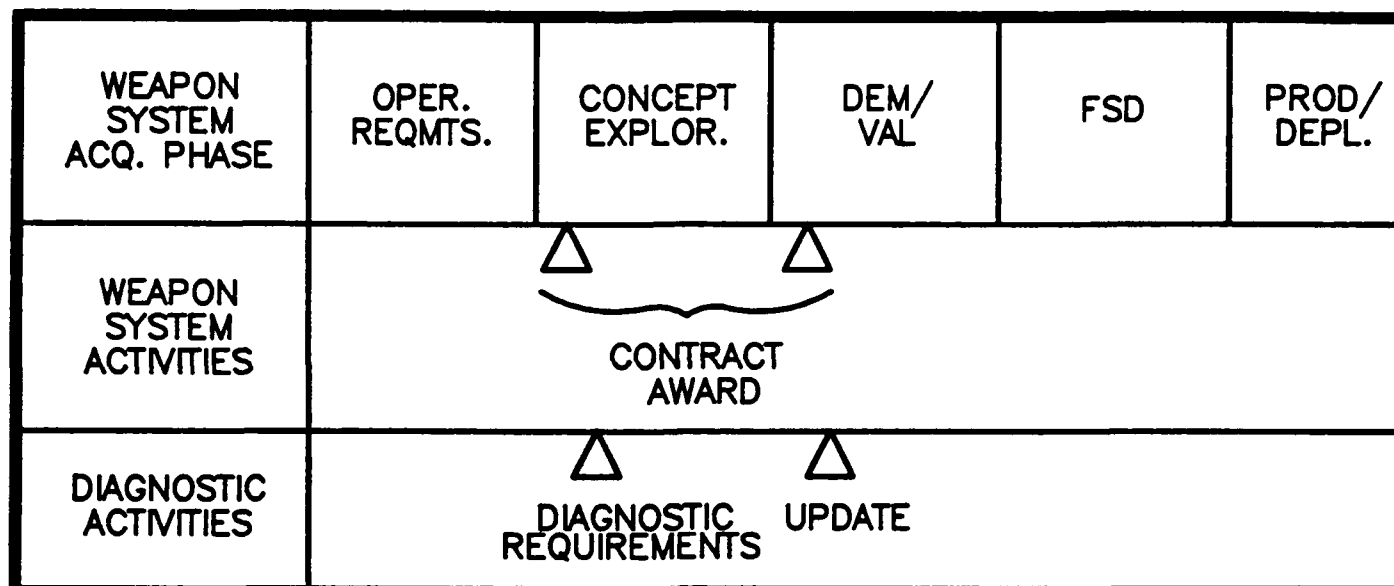 WEAPON
SYSTEM
ACQ. PHASE
OPER.
REQMTS.
CONCEPT
EXPLOR.
DEM/
VAL
FSD
PROD/
DEPL.
WEAPON
SYSTEM
ACTIVITIES
CONTRACT
AWARD
DIAGNOSTIC
ACTIVITIES
DIAGNOSTIC
REQUIREMENTS
UPDATE